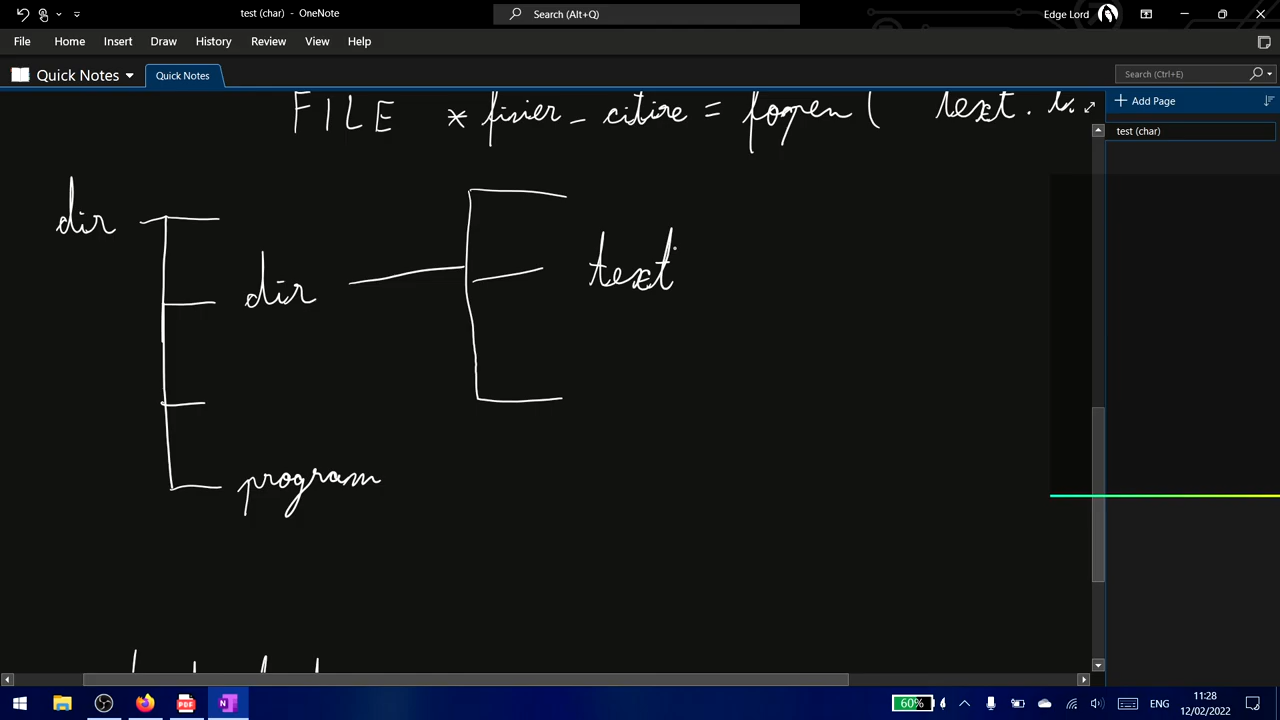 test (char) - OneNote
Search (Alt+Q)
Edge Lord
File Home Insert Draw History Review View Help
Quick Notes
Quick Notes
Search (Ctrl+E)
Add Page
test (char)
FILE * fisier_citire = fopen( text.
dir
dir
text
program
60%
ENG
11:28
12/02/2022